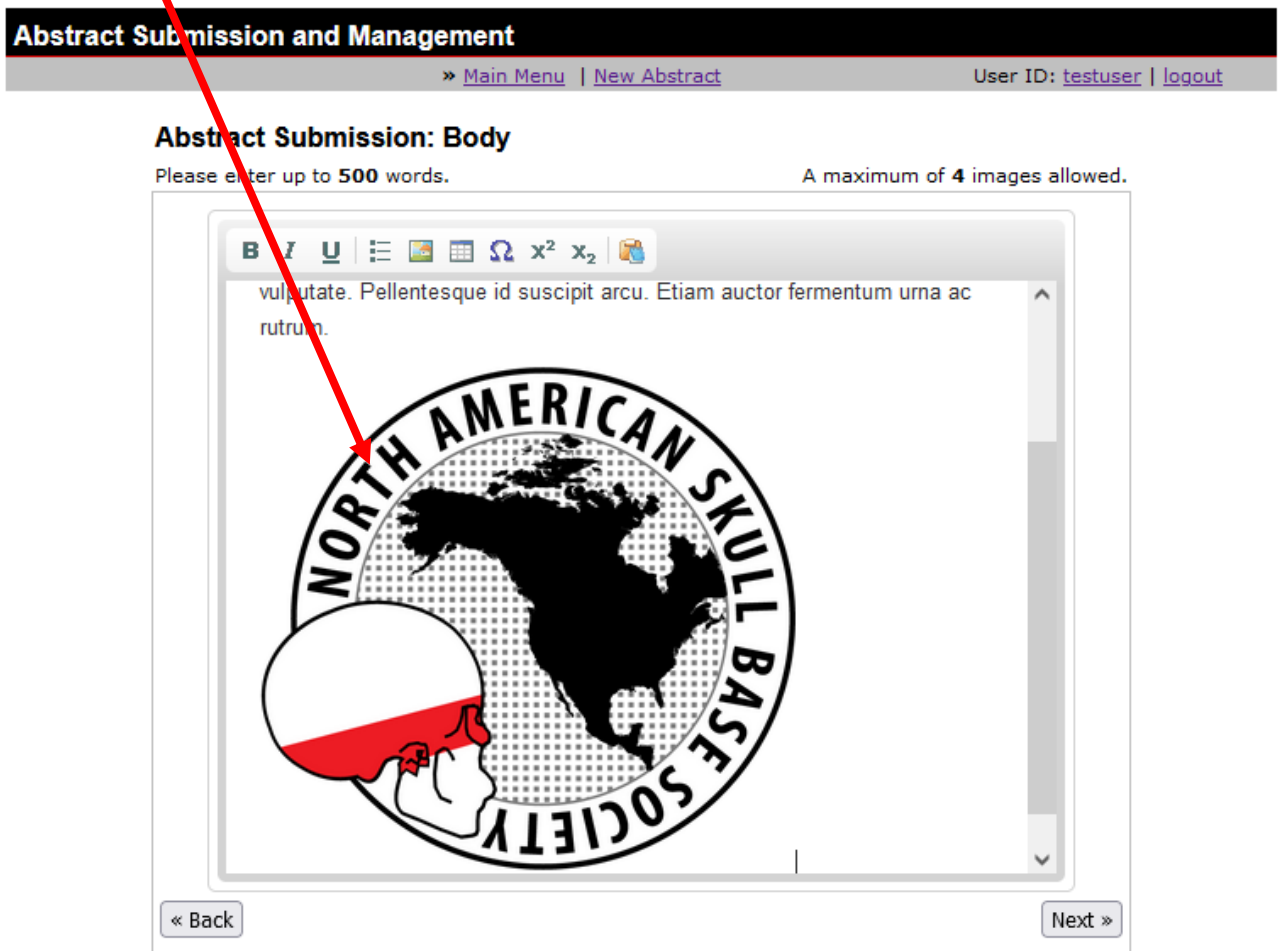 Abstract Submission and Management
» Main Menu | New Abstract User ID: testuser | logout
Abstract Submission: Body
Please enter up to 500 words. A maximum of 4 images allowed.
B I U Ω x² x₂
vulputate. Pellentesque id suscipit arcu. Etiam auctor fermentum urna ac
rutrum.
NORTH AMERICAN SKULL BASE SOCIETY
« Back Next »